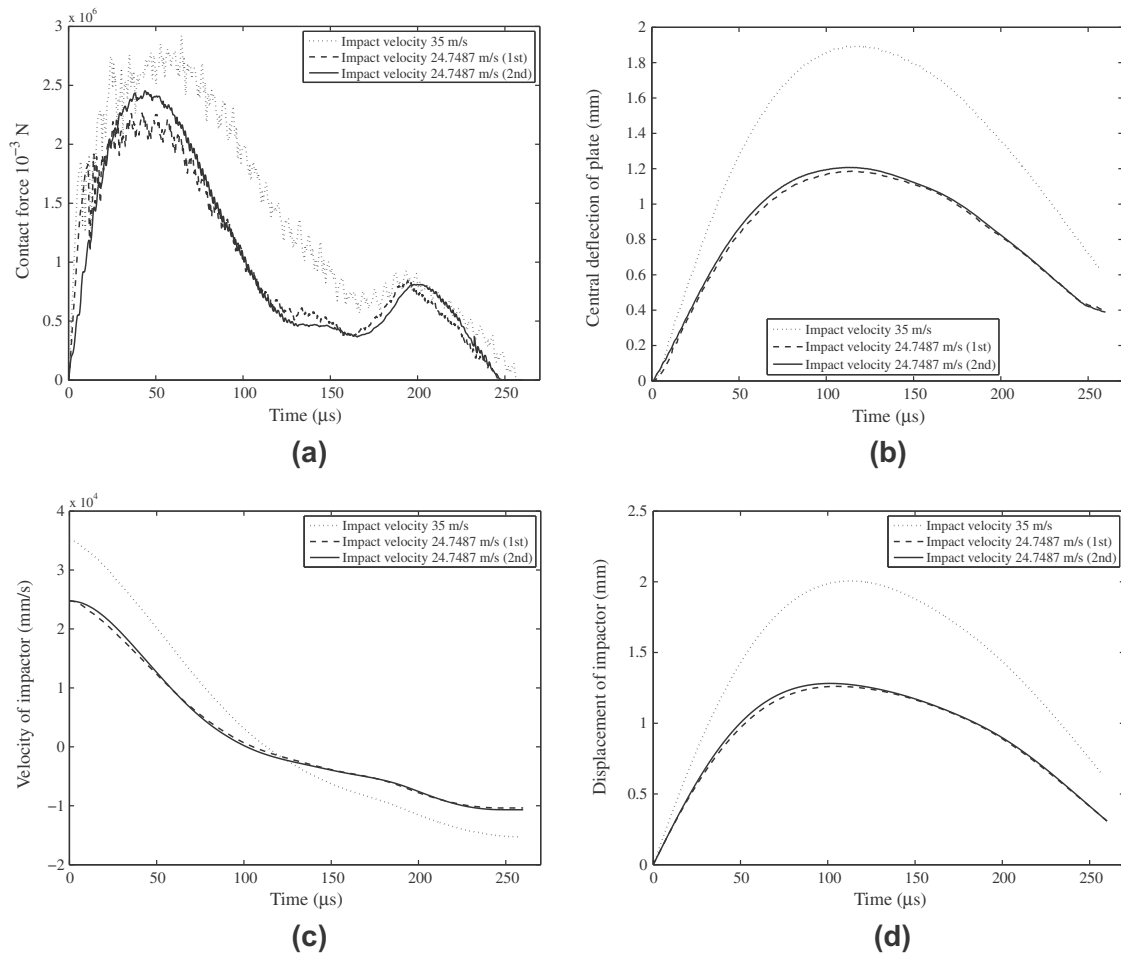 x 10⁶
3
2.5
2
1.5
1
0.5
0
0 50 100 150 200 250
Contact force 10⁻³ N
Time (μs)
Impact velocity 35 m/s
Impact velocity 24.7487 m/s (1st)
Impact velocity 24.7487 m/s (2nd)
(a)
2
1.8
1.6
1.4
1.2
1
0.8
0.6
0.4
0.2
0
0 50 100 150 200 250
Central deflection of plate (mm)
Time (μs)
Impact velocity 35 m/s
Impact velocity 24.7487 m/s (1st)
Impact velocity 24.7487 m/s (2nd)
(b)
x 10⁴
4
3
2
1
0
−1
−2
0 50 100 150 200 250
Velocity of impactor (mm/s)
Time (μs)
Impact velocity 35 m/s
Impact velocity 24.7487 m/s (1st)
Impact velocity 24.7487 m/s (2nd)
(c)
2.5
2
1.5
1
0.5
0
0 50 100 150 200 250
Displacement of impactor (mm)
Time (μs)
Impact velocity 35 m/s
Impact velocity 24.7487 m/s (1st)
Impact velocity 24.7487 m/s (2nd)
(d)